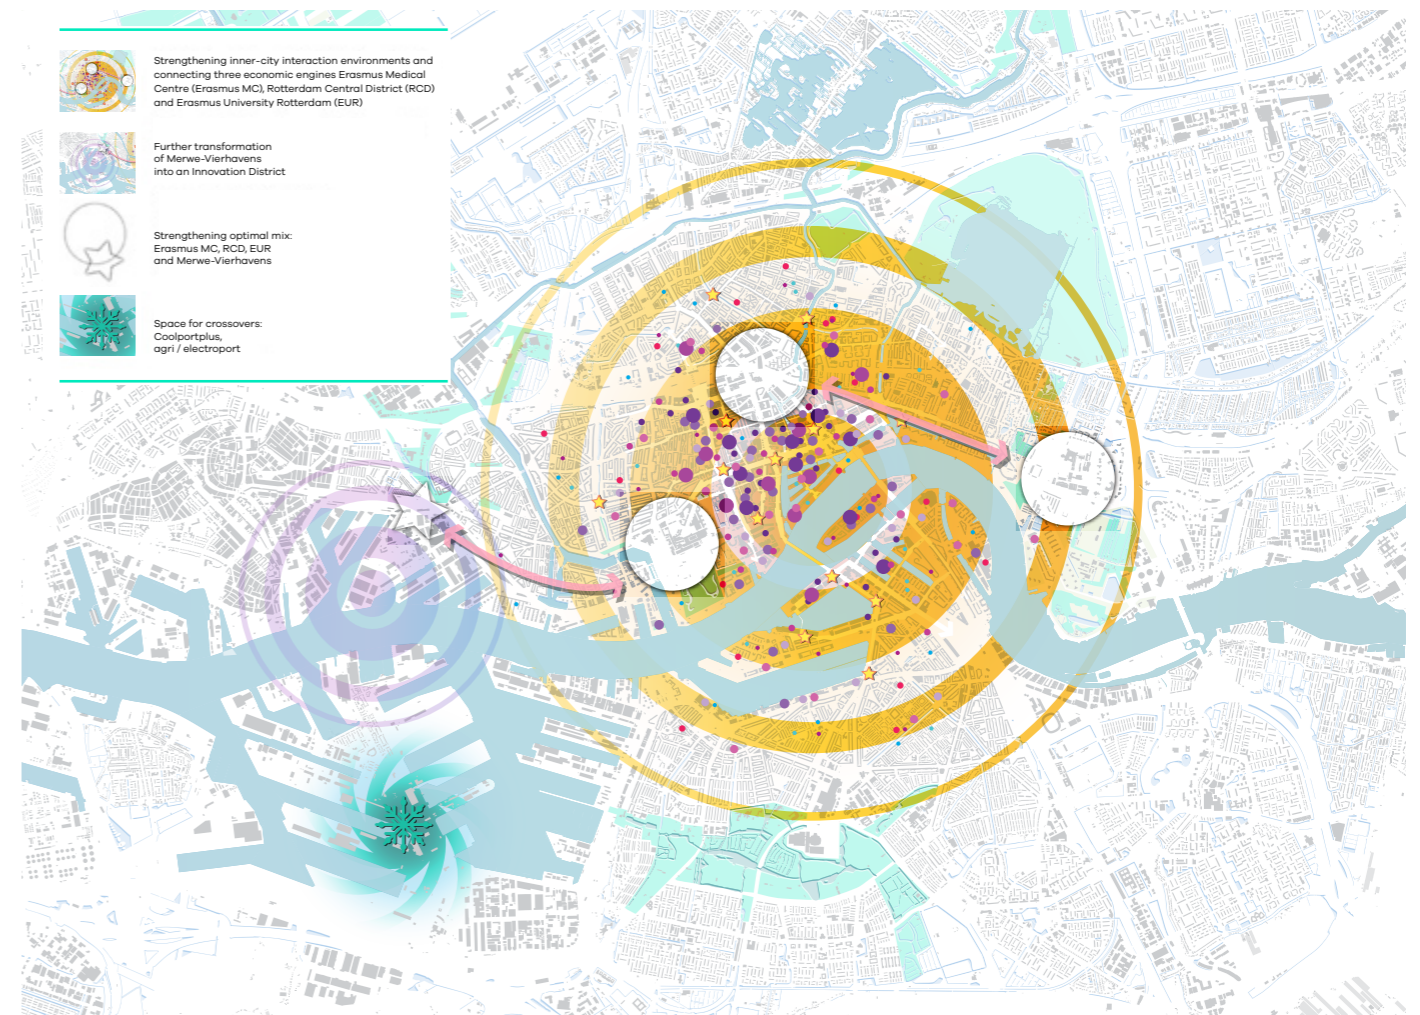 Strengthening inner-city interaction environments and
connecting three economic engines Erasmus Medical
Centre (Erasmus MC), Rotterdam Central District (RCD)
and Erasmus University Rotterdam (EUR)
Further transformation
of Merwe-Vierhavens
into an Innovation District
Strengthening optimal mix:
Erasmus MC, RCD, EUR
and Merwe-Vierhavens
Space for crossovers:
Coolportplus,
agri / electroport